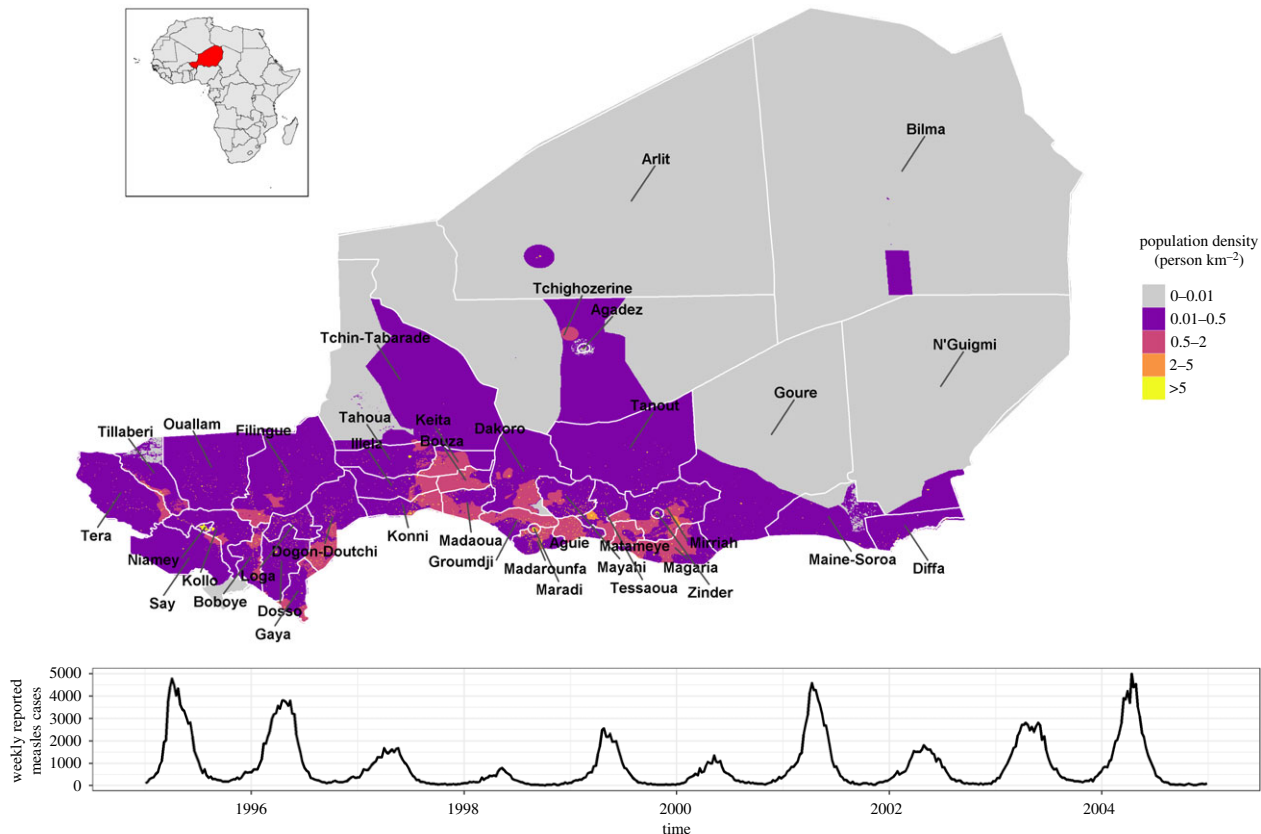 Bilma
Arlit
population density
(person km⁻²)
0–0.01
0.01–0.5
0.5–2
2–5
>5
Tchighozerine
Agadez
Tchin-Tabarade
N'Guigmi
Goure
Tanout
Tahoua
Keita
Ouallam
Filingue
Tillaberi
Dakoro
Illela
Bouza
Tera
Konni
Madaoua
Niamey
Dogon-Doutchi
Aguie
Matameye
Mirriah
Groumdji
Maine-Soroa
Diffa
Kollo
Loga
Madarounfa
Mayahi
Magaria
Say
Boboye
Maradi
Tessaoua
Zinder
Dosso
Gaya
weekly reported
measles cases
5000
4000
3000
2000
1000
0
1996
1998
2000
2002
2004
time